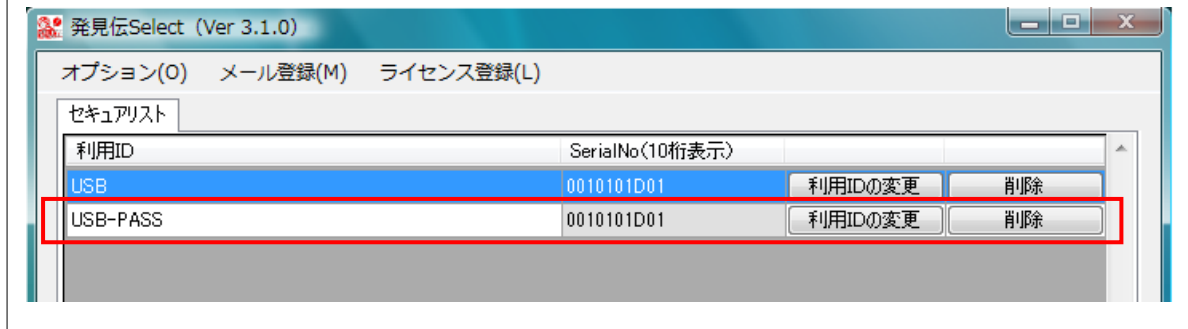 発見伝Select（Ver 3.1.0）
オプション(O) メール登録(M) ライセンス登録(L)
セキュアリスト
利用ID SerialNo(10桁表示)
USB 0010101D01 利用IDの変更 削除
USB-PASS 0010101D01 利用IDの変更 削除